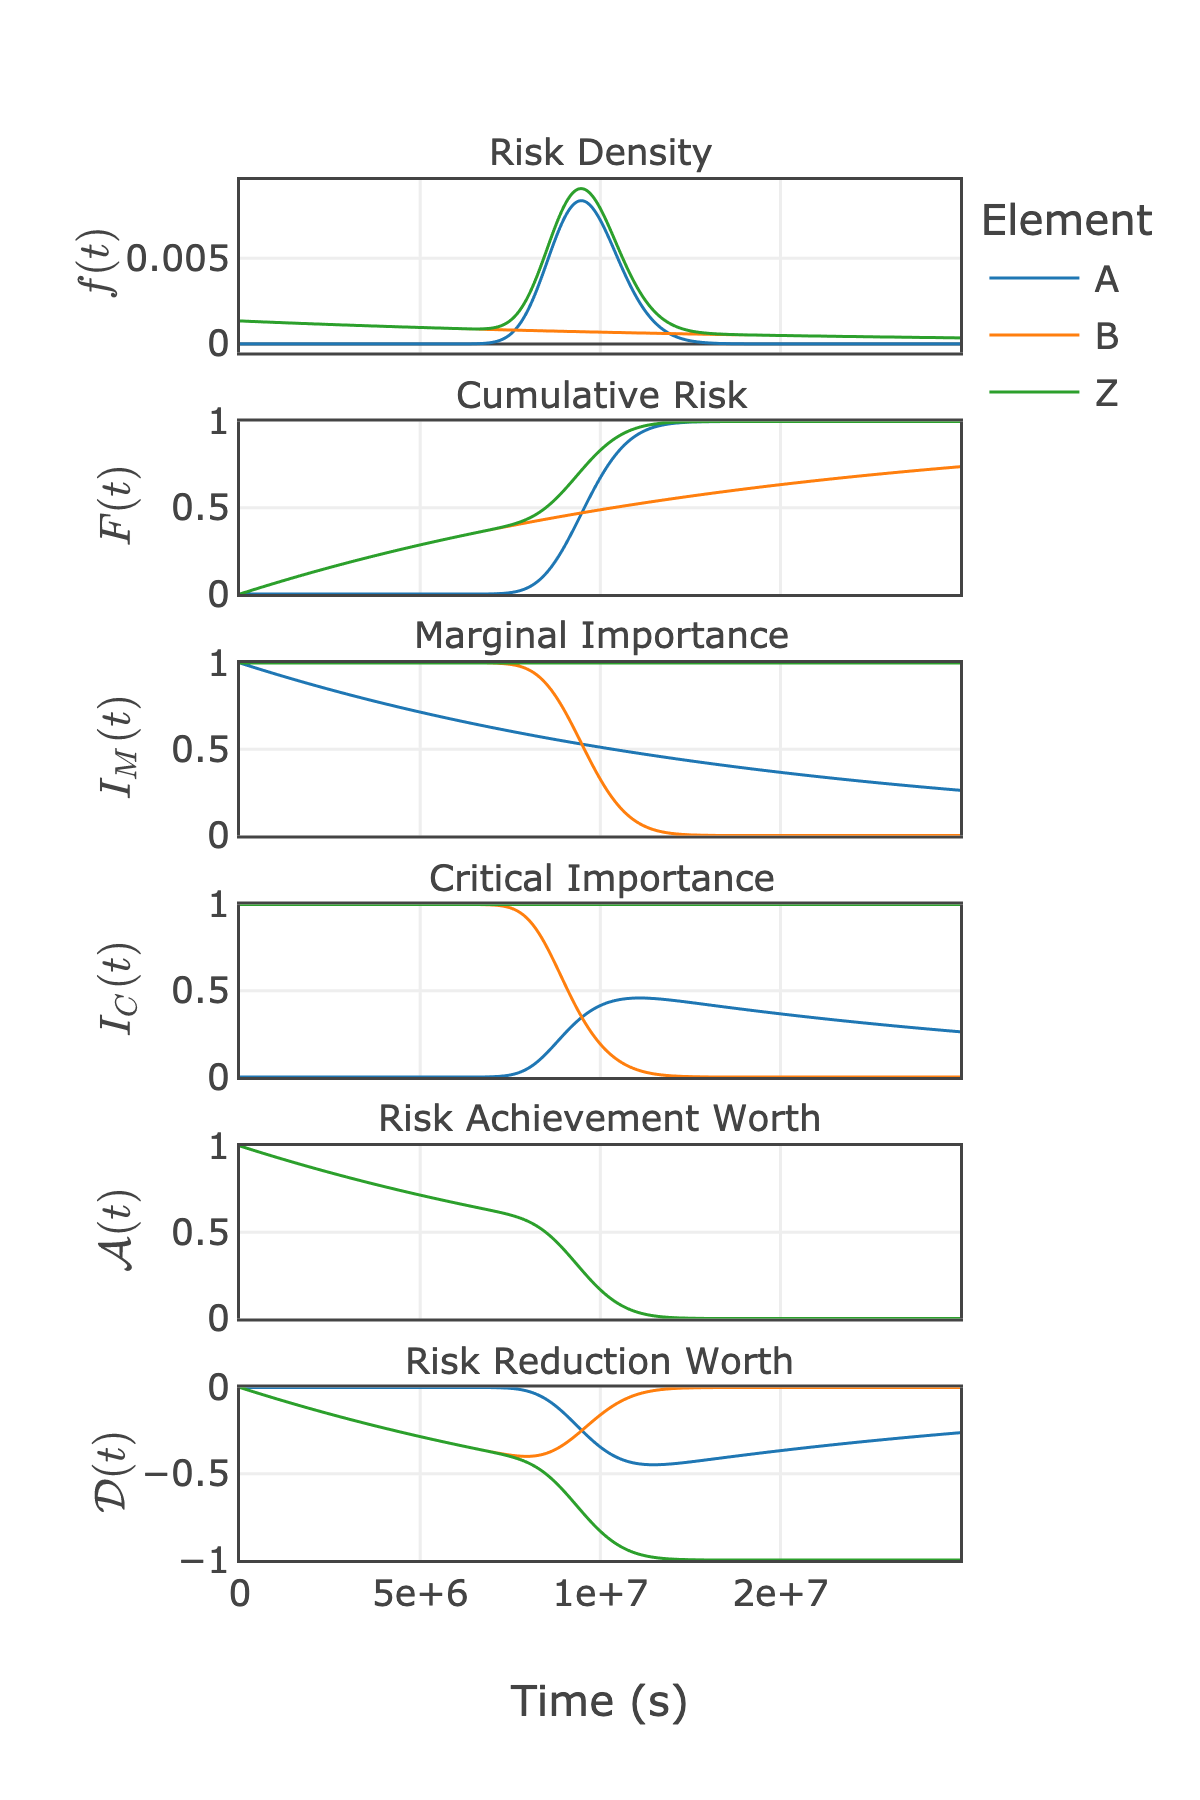 Risk Density
f(t)
0.005
0
Element
A
B
Z
Cumulative Risk
F(t)
1
0.5
0
Marginal Importance
I_M(t)
1
0.5
0
Critical Importance
I_C(t)
1
0.5
0
Risk Achievement Worth
𝒜(t)
1
0.5
0
Risk Reduction Worth
𝒟(t)
0
−0.5
−1
0 5e+6 1e+7 2e+7
Time (s)